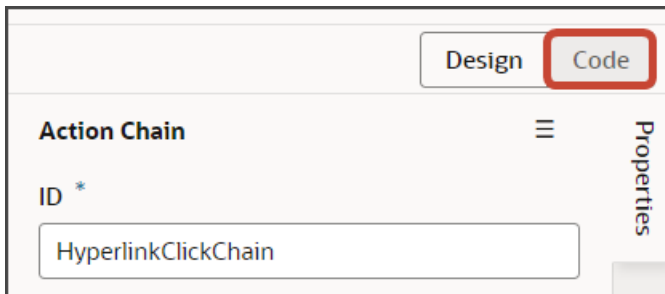 Design Code
Action Chain
ID *
HyperlinkClickChain
Properties